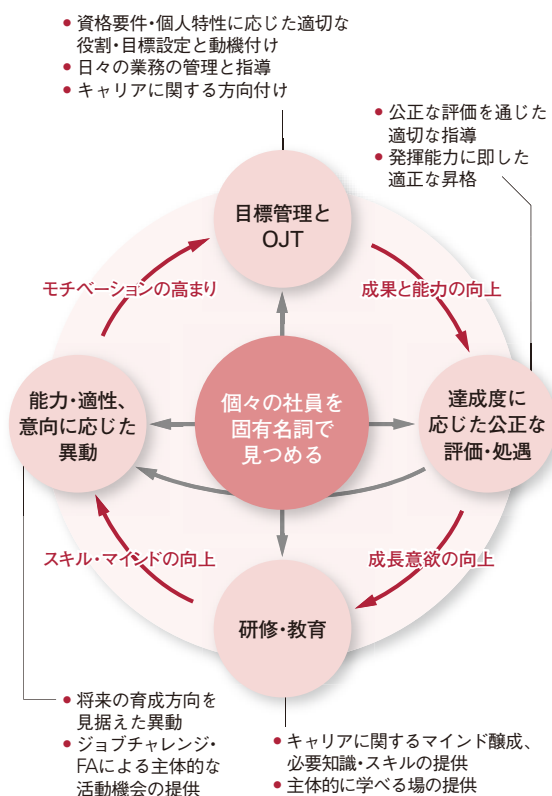 ● 資格要件・個人特性に応じた適切な
役割・目標設定と動機付け
● 日々の業務の管理と指導
● キャリアに関する方向付け
● 公正な評価を通じた
適切な指導
● 発揮能力に即した
適正な昇格
目標管理と
OJT
モチベーションの高まり
成果と能力の向上
能力・適性、
意向に応じた
異動
個々の社員を
固有名詞で
見つめる
達成度に
応じた公正な
評価・処遇
スキル・マインドの向上
成長意欲の向上
研修・教育
● 将来の育成方向を
見据えた異動
● ジョブチャレンジ・
FAによる主体的な
活動機会の提供
● キャリアに関するマインド醸成、
必要知識・スキルの提供
● 主体的に学べる場の提供